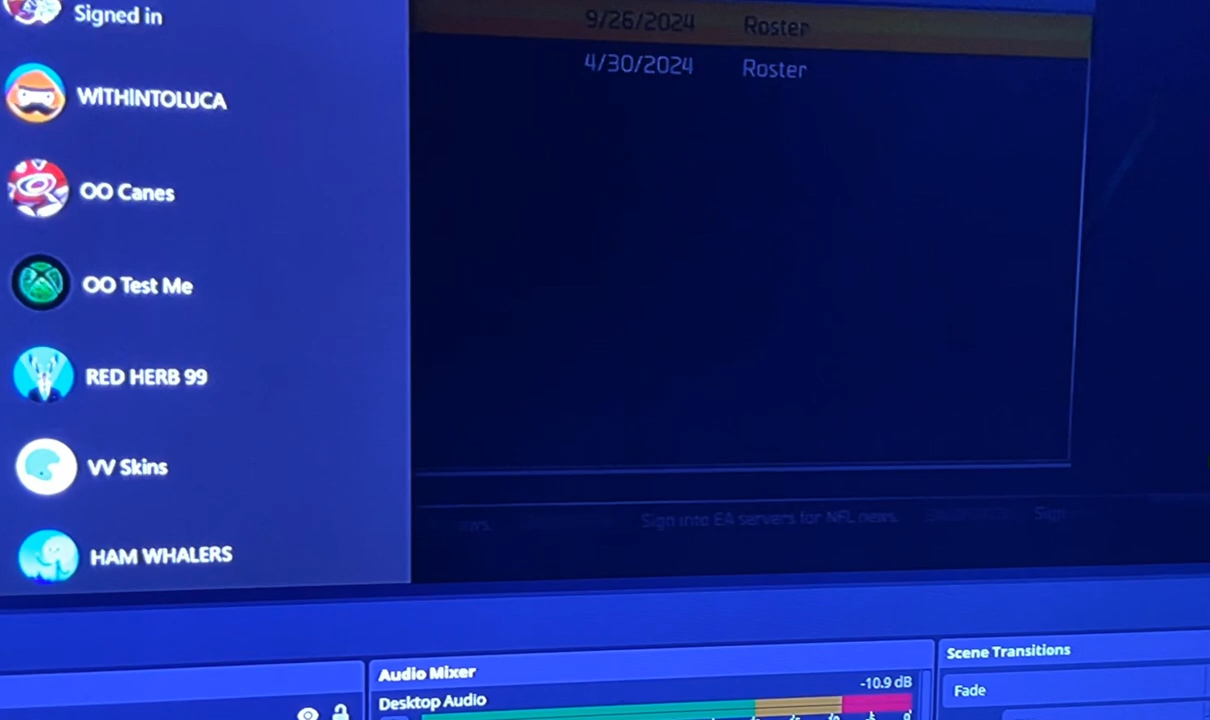 Signed in
9/26/2024 Roster
4/30/2024 Roster
WITHINTOLUCA
OO Canes
OO Test Me
RED HERB 99
VV Skins
HAM WHALERS
Sign into EA servers for NFL news.
Sign
Audio Mixer
Desktop Audio
-10.9 dB
Scene Transitions
Fade